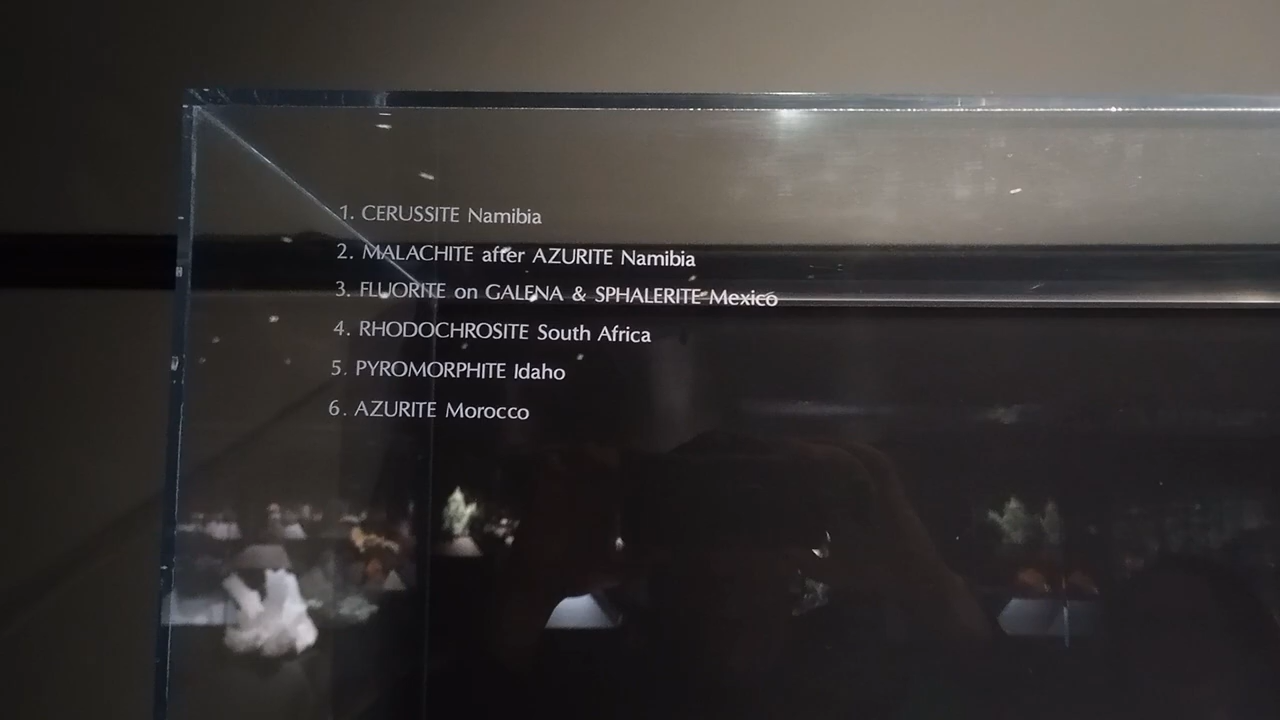 1. CERUSSITE Namibia
2. MALACHITE after AZURITE Namibia
3. FLUORITE on GALENA & SPHALERITE Mexico
4. RHODOCHROSITE South Africa
5. PYROMORPHITE Idaho
6. AZURITE Morocco